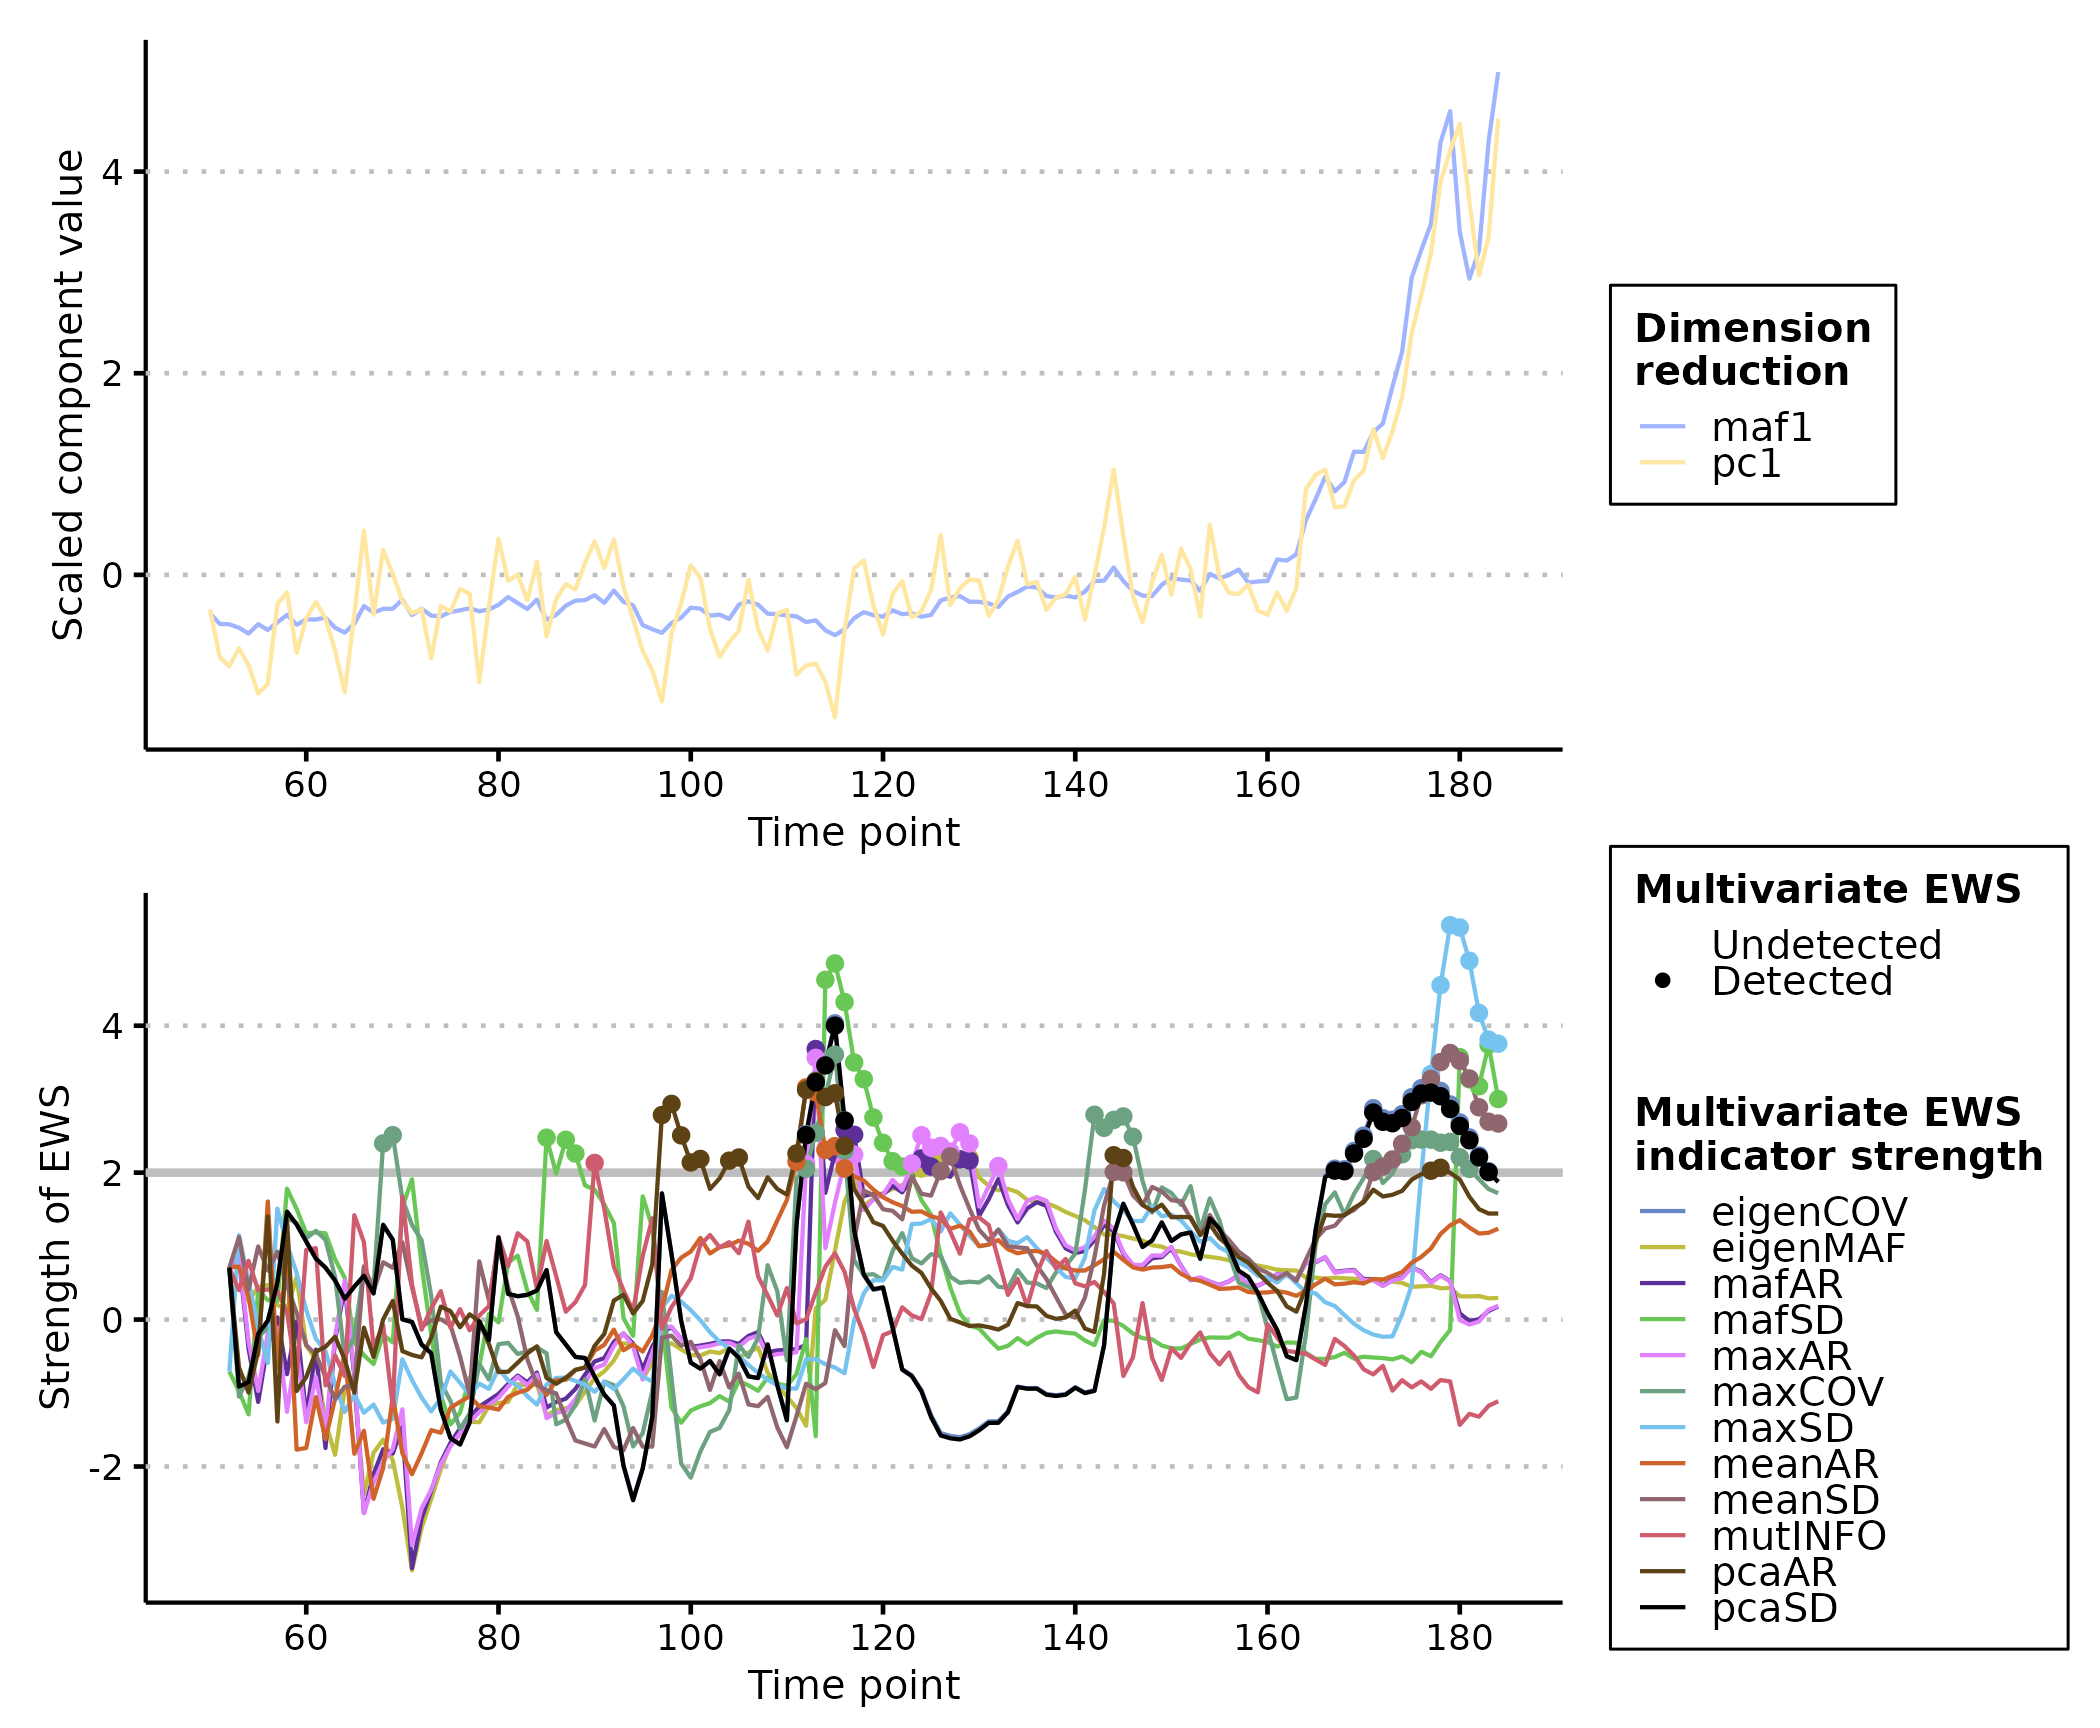 Scaled component value
4
2
0
60 80 100 120 140 160 180
Time point
Dimension
reduction
maf1
pc1
Strength of EWS
4
2
0
-2
60 80 100 120 140 160 180
Time point
Multivariate EWS
Undetected
Detected
Multivariate EWS
indicator strength
eigenCOV
eigenMAF
mafAR
mafSD
maxAR
maxCOV
maxSD
meanAR
meanSD
mutINFO
pcaAR
pcaSD